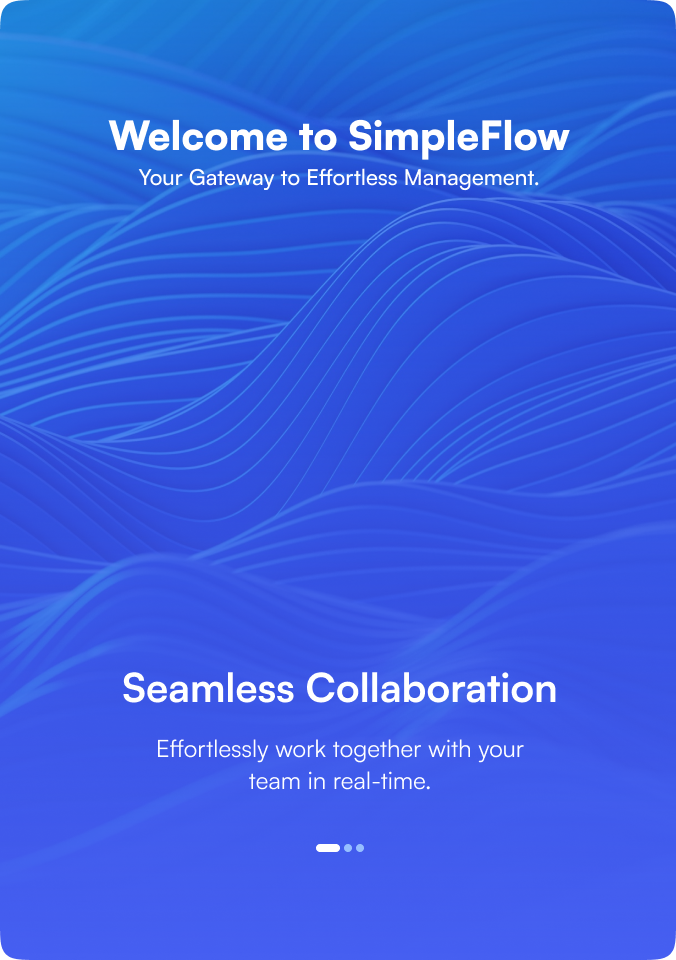 Welcome to SimpleFlow
Your Gateway to Effortless Management.
Seamless Collaboration
Effortlessly work together with your
team in real-time.